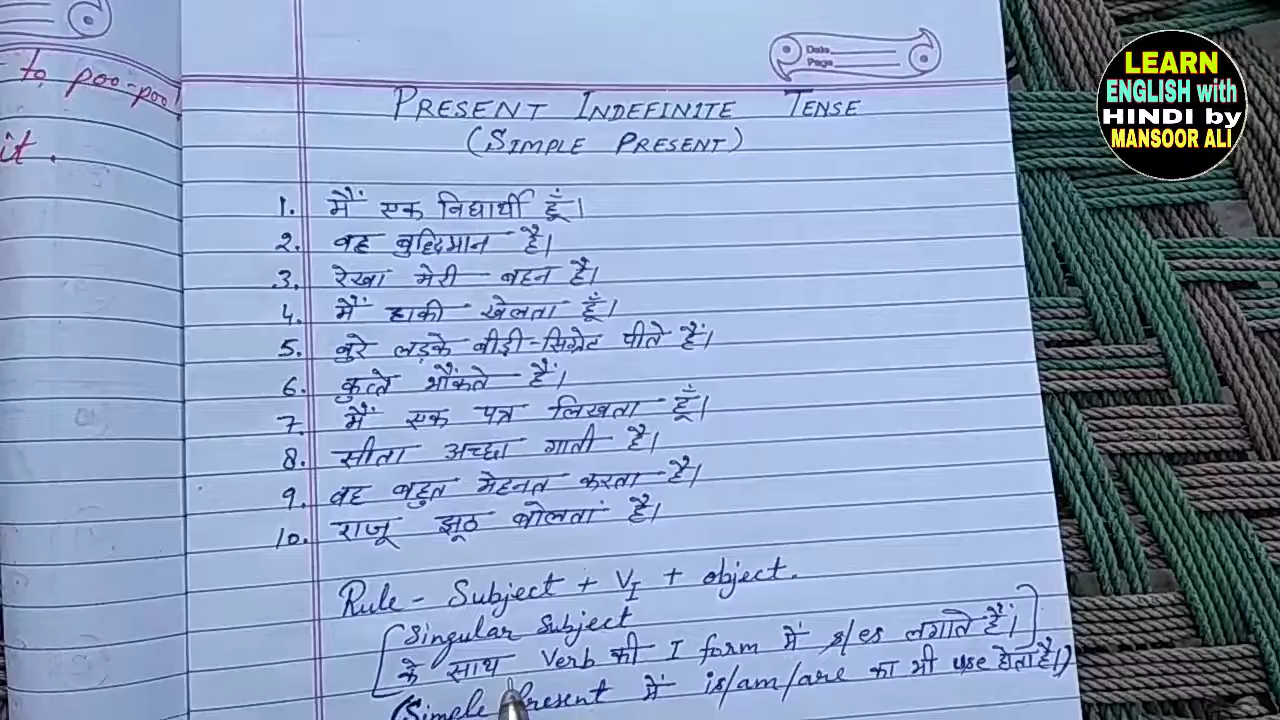 to poo-poo
it.
Date
Page
LEARN
ENGLISH with
HINDI by
MANSOOR ALI
PRESENT INDEFINITE TENSE
(SIMPLE PRESENT)
1. मैं एक विद्यार्थी हूँ।
2. वह बुद्धिमान है।
3. रेखा मेरी बहन है।
4. मैं हाकी खेलता हूँ।
5. बुरे लड़के बीड़ी-सिग्रेट पीते हैं।
6. कुत्ते भौंकते हैं।
7. मैं एक पत्र लिखता हूँ।
8. सीता अच्छा गाती है।
9. वह बहुत मेहनत करता है।
10. राजू झूठ बोलता है।
Rule - Subject + VI + object.
[Singular Subject
के साथ Verb की I form में s/es लगाते हैं।]
(Simple Present में is/am/are का भी use होता है।)